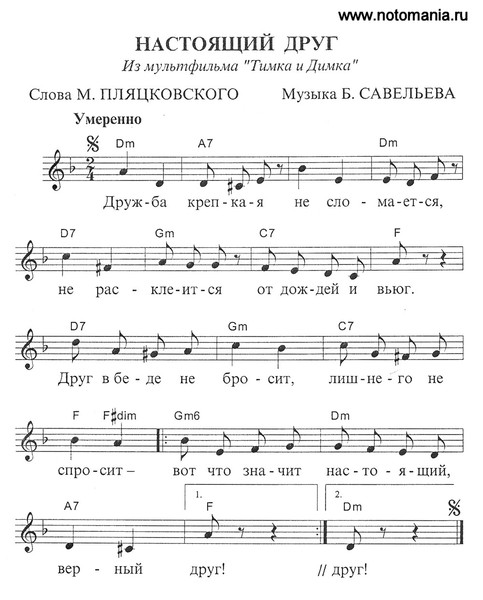 www.notomania.ru
НАСТОЯЩИЙ ДРУГ
Из мультфильма "Тимка и Димка"
Слова М. ПЛЯЦКОВСКОГО Музыка Б. САВЕЛЬЕВА
Умеренно
Dm A7 Dm
2/4
Друж-ба креп-ка-я не сло-ма-ет-ся,
D7 Gm C7 F
не рас-кле-ит-ся от дож-дей и вьюг.
D7 Gm C7
Друг в бе-де не бро-сит, лиш-не-го не
F F#dim Gm6 Dm
спро-сит– вот что зна-чит нас-то-я-щий,
A7 1. F 2. Dm
вер-ный друг! // друг!